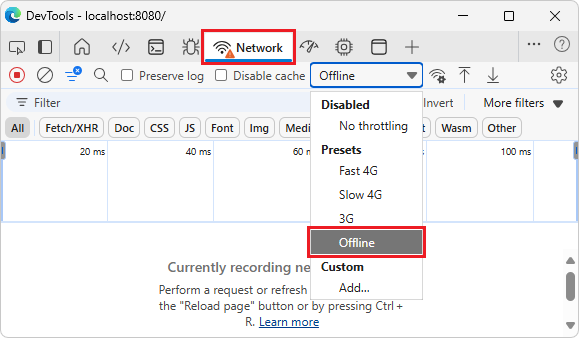 DevTools - localhost:8080/
Network
Preserve log
Disable cache
Offline
Filter
Invert
More filters
All
Fetch/XHR
Doc
CSS
JS
Font
Img
Wasm
Other
20 ms
40 ms
100 ms
Disabled
No throttling
Presets
Fast 4G
Slow 4G
3G
Offline
Custom
Add...
Currently recording
Perform a request or refresh
the "Reload page" button or by pressing Ctrl +
R. Learn more